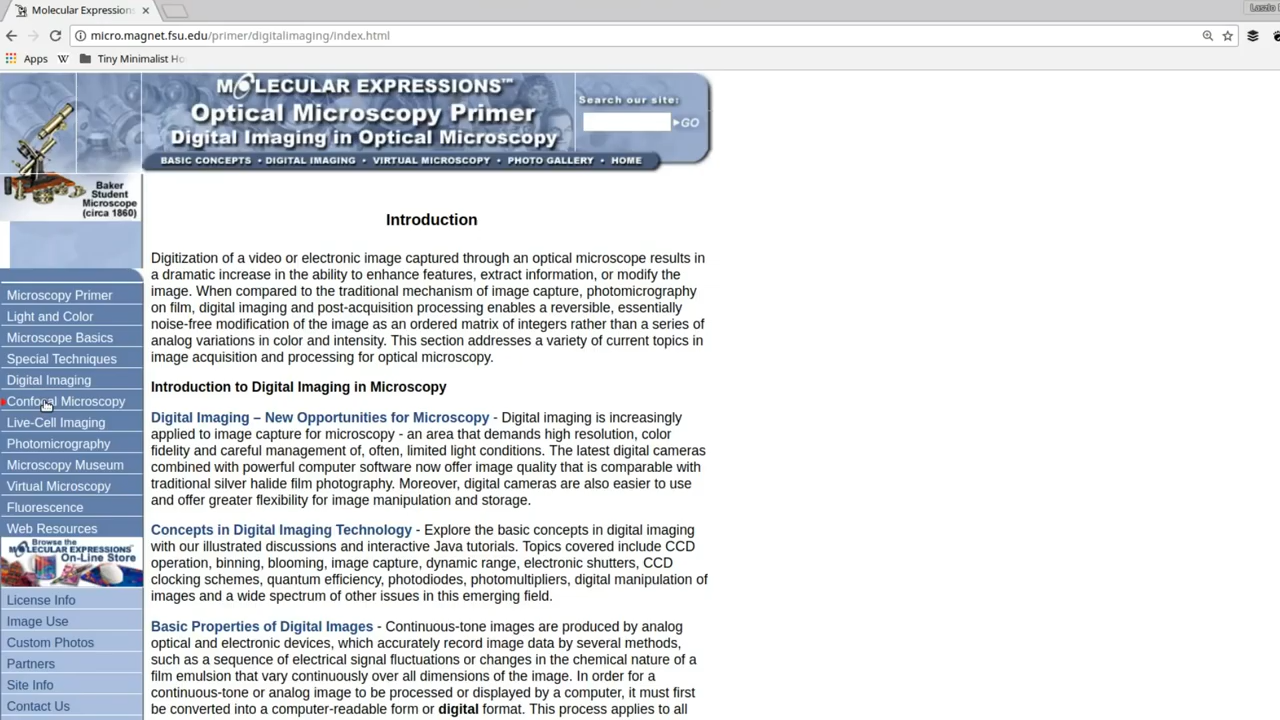 Molecular Expressions
Laszlo
micro.magnet.fsu.edu/primer/digitalimaging/index.html
Apps W Tiny Minimalist Ho
MOLECULAR EXPRESSIONS™
Optical Microscopy Primer
Digital Imaging in Optical Microscopy
Search our site:
GO
BASIC CONCEPTS • DIGITAL IMAGING • VIRTUAL MICROSCOPY • PHOTO GALLERY • HOME
Baker
Student
Microscope
(circa 1860)
Microscopy Primer
Light and Color
Microscope Basics
Special Techniques
Digital Imaging
Confocal Microscopy
Live-Cell Imaging
Photomicrography
Microscopy Museum
Virtual Microscopy
Fluorescence
Web Resources
Browse the
MOLECULAR EXPRESSIONS™
On-Line Store
License Info
Image Use
Custom Photos
Partners
Site Info
Contact Us
Introduction
Digitization of a video or electronic image captured through an optical microscope results in
a dramatic increase in the ability to enhance features, extract information, or modify the
image. When compared to the traditional mechanism of image capture, photomicrography
on film, digital imaging and post-acquisition processing enables a reversible, essentially
noise-free modification of the image as an ordered matrix of integers rather than a series of
analog variations in color and intensity. This section addresses a variety of current topics in
image acquisition and processing for optical microscopy.
Introduction to Digital Imaging in Microscopy
Digital Imaging – New Opportunities for Microscopy - Digital imaging is increasingly
applied to image capture for microscopy - an area that demands high resolution, color
fidelity and careful management of, often, limited light conditions. The latest digital cameras
combined with powerful computer software now offer image quality that is comparable with
traditional silver halide film photography. Moreover, digital cameras are also easier to use
and offer greater flexibility for image manipulation and storage.
Concepts in Digital Imaging Technology - Explore the basic concepts in digital imaging
with our illustrated discussions and interactive Java tutorials. Topics covered include CCD
operation, binning, blooming, image capture, dynamic range, electronic shutters, CCD
clocking schemes, quantum efficiency, photodiodes, photomultipliers, digital manipulation of
images and a wide spectrum of other issues in this emerging field.
Basic Properties of Digital Images - Continuous-tone images are produced by analog
optical and electronic devices, which accurately record image data by several methods,
such as a sequence of electrical signal fluctuations or changes in the chemical nature of a
film emulsion that vary continuously over all dimensions of the image. In order for a
continuous-tone or analog image to be processed or displayed by a computer, it must first
be converted into a computer-readable form or digital format. This process applies to all